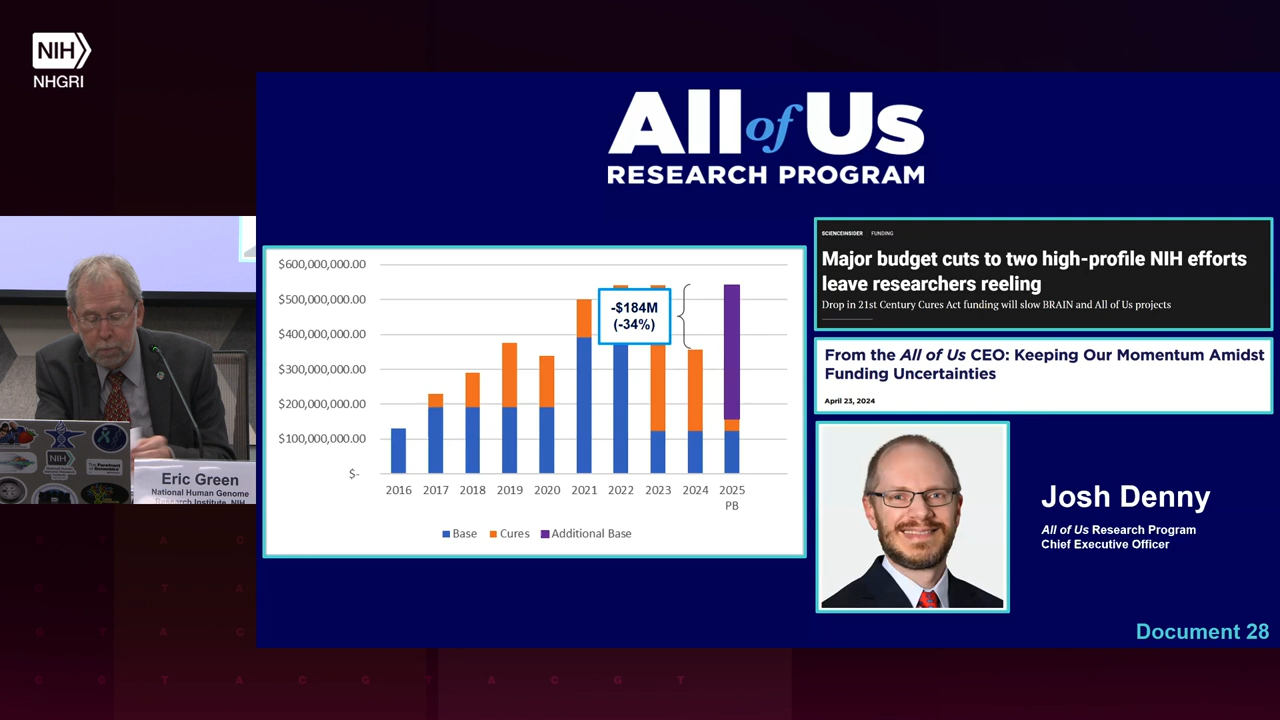 NIH
NHGRI
All of Us
RESEARCH PROGRAM
SCIENCEINSIDER FUNDING
Major budget cuts to two high-profile NIH efforts
leave researchers reeling
Drop in 21st Century Cures Act funding will slow BRAIN and All of Us projects
From the All of Us CEO: Keeping Our Momentum Amidst
Funding Uncertainties
April 23, 2024
$600,000,000.00
$500,000,000.00
$400,000,000.00
$300,000,000.00
$200,000,000.00
$100,000,000.00
$-
-$184M
(-34%)
2016 2017 2018 2019 2020 2021 2022 2023 2024 2025
PB
Base Cures Additional Base
Josh Denny
All of Us Research Program
Chief Executive Officer
Document 28
NIH
Eric Green
National Human Genome
Research Institute, NIH